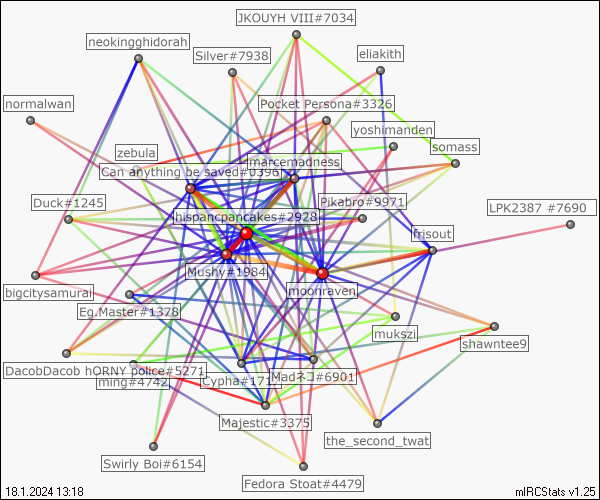 JKOUYH VIII#7034
neokingghidorah
Silver#7938
eliakith
normalwan
Pocket Persona#3326
yoshimanden
zebula
somass
Can anything be saved#0396
marcemadness
Duck#1245
Pikabro#9971
LPK2387 #7690
hispancpancakes#2928
frisout
Mushy#1984
bigcitysamurai
moonraven
Eg.Master#1378
mukszi
shawntee9
DacobDacob hORNY police#5271
ming#4742
Cypha#171
Madネコ#6901
Majestic#3375
the_second_twat
Swirly Boi#6154
Fedora Stoat#4479
18.1.2024 13:18
mIRCStats v1.25